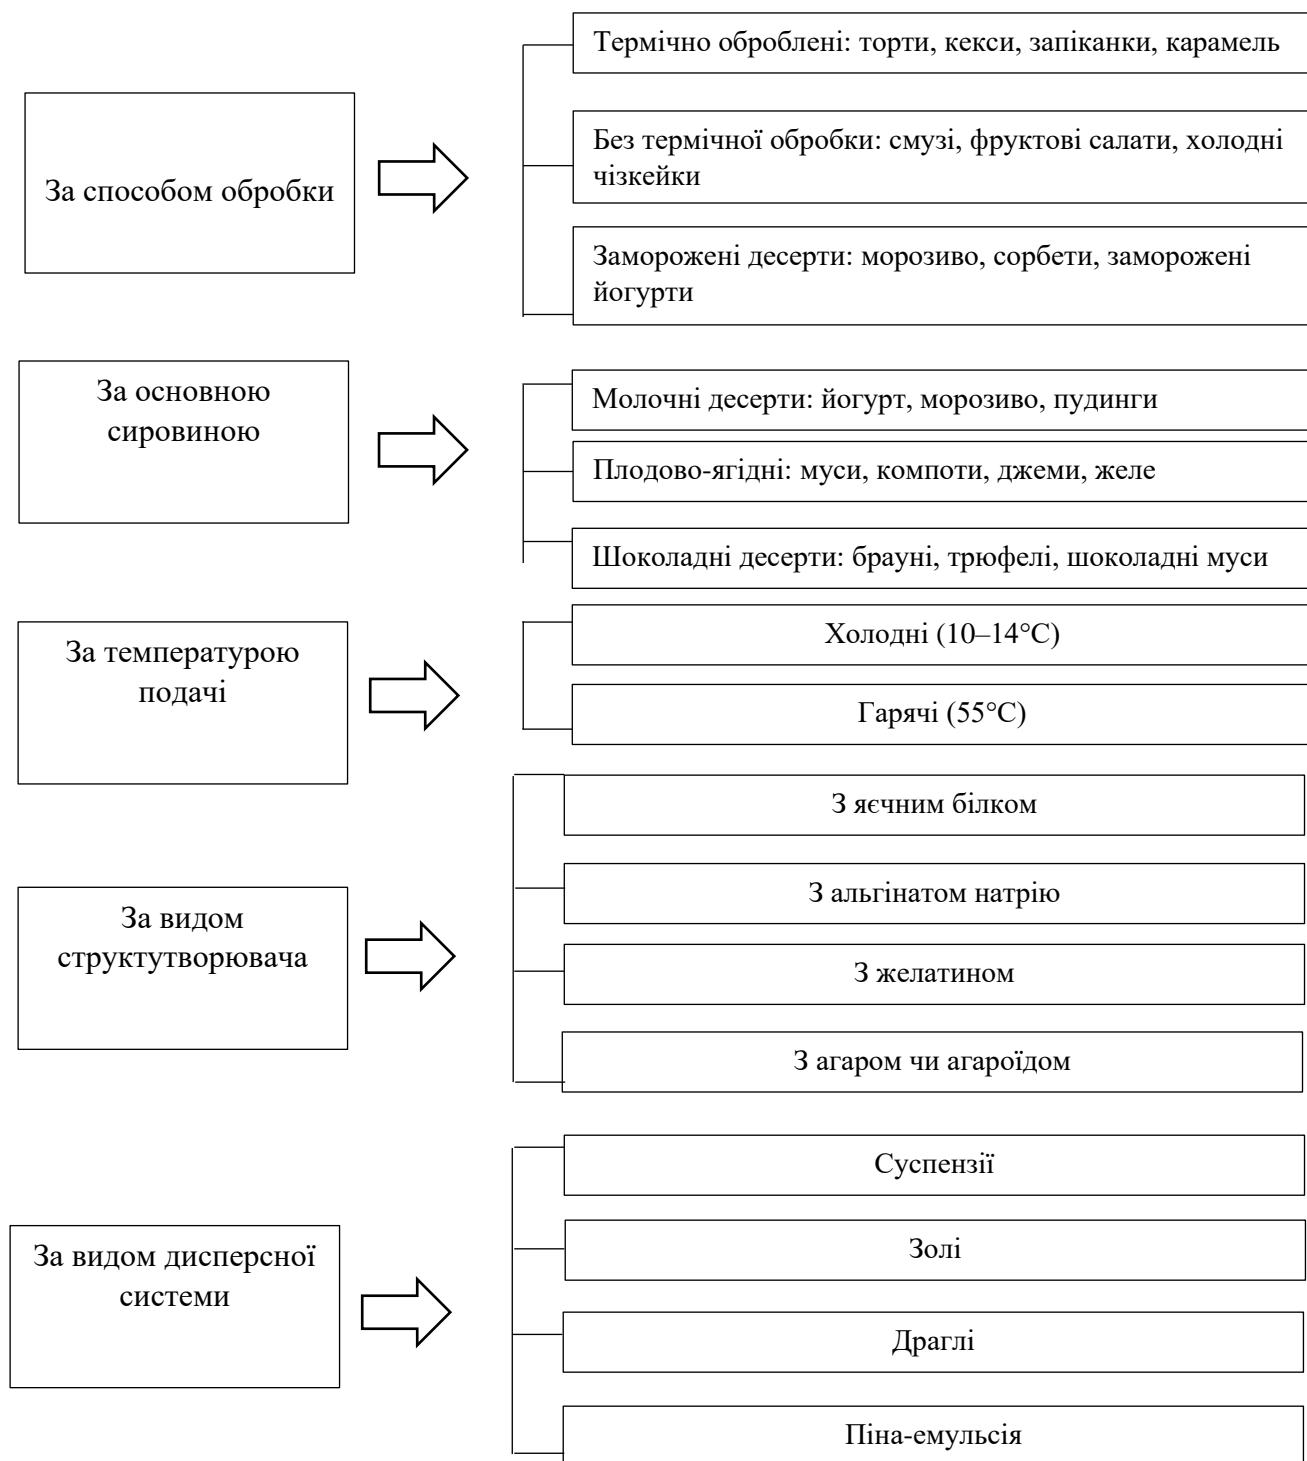 За способом обробки
Термічно оброблені: торти, кекси, запіканки, карамель
Без термічної обробки: смузі, фруктові салати, холодні
чізкейки
Заморожені десерти: морозиво, сорбети, заморожені
йогурти
За основною
сировиною
Молочні десерти: йогурт, морозиво, пудинги
Плодово-ягідні: муси, компоти, джеми, желе
Шоколадні десерти: брауні, трюфелі, шоколадні муси
За температурою
подачі
Холодні (10–14°С)
Гарячі (55°С)
За видом
структутворювача
З яєчним білком
З альгінатом натрію
З желатином
З агаром чи агароїдом
За видом дисперсної
системи
Суспензії
Золі
Драглі
Піна-емульсія